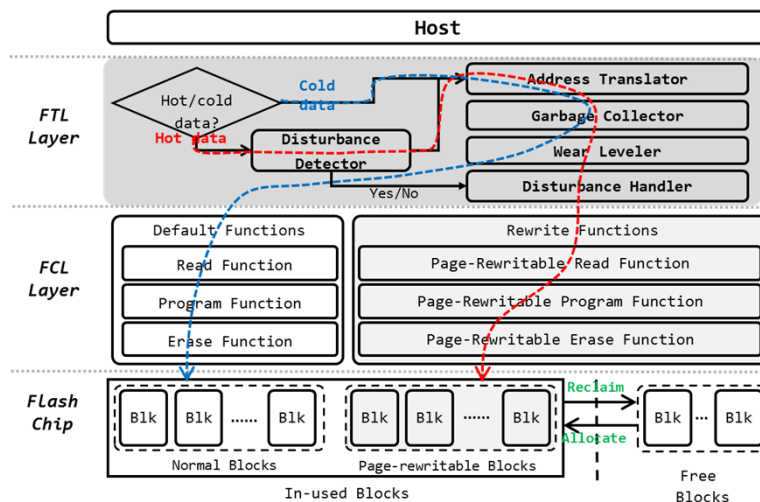 Host
FTL
Layer
Hot/cold
data?
Cold
data
Hot data
Disturbance
Detector
Yes/No
Address Translator
Garbage Collector
Wear Leveler
Disturbance Handler
FCL
Layer
Default Functions
Read Function
Program Function
Erase Function
Rewrite Functions
Page-Rewritable Read Function
Page-Rewritable Program Function
Page-Rewritable Erase Function
Flash
Chip
Blk Blk ...... Blk
Normal Blocks
Blk Blk ...... Blk
Page-rewritable Blocks
In-used Blocks
Reclaim
Allocate
Blk ... Blk
Free
Blocks